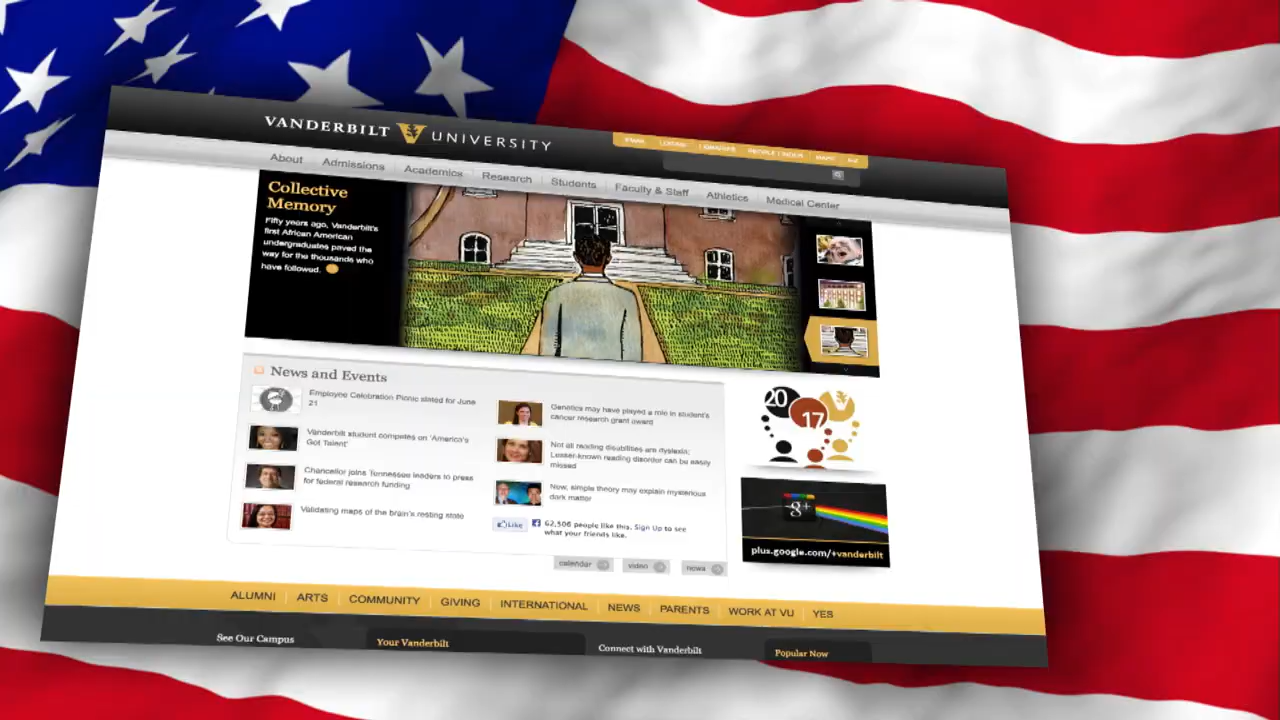 VANDERBILT UNIVERSITY
PEOPLE FINDER
About Admissions Academics Research Students Faculty & Staff Athletics Medical Center
Collective
Memory
Fifty years ago, Vanderbilt's
first African American
undergraduates paved the
way for the thousands who
have followed.
News and Events
Employee Celebration Picnic slated for June
21
Vanderbilt student competes on 'America's
Got Talent'
Chancellor joins Tennessee leaders to press
for federal research funding
Validating maps of the brain's resting state
Genetics may have played a role in student's
cancer research grant award
Not all reading disabilities are dyslexia;
Lesser-known reading disorder can be easily
missed
New, simple theory may explain mysterious
dark matter
Like 62,506 people like this. Sign Up to see
what your friends like.
20
17
g+
plus.google.com/+vanderbilt
calendar video news
ALUMNI ARTS COMMUNITY GIVING INTERNATIONAL NEWS PARENTS WORK AT VU YES
See Our Campus Your Vanderbilt Connect with Vanderbilt Popular Now